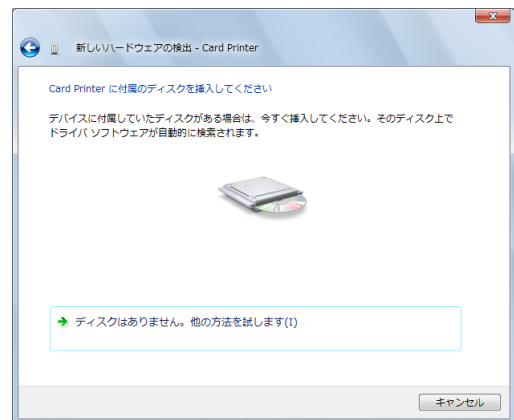 新しいハードウェアの検出 - Card Printer
Card Printer に付属のディスクを挿入してください
デバイスに付属していたディスクがある場合は、今すぐ挿入してください。そのディスク上で
ドライバ ソフトウェアが自動的に検索されます。
ディスクはありません。他の方法を試します(I)
キャンセル